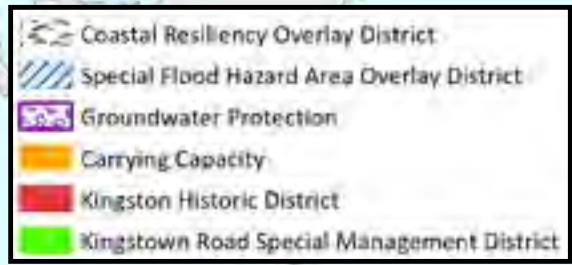 Coastal Resiliency Overlay District
Special Flood Hazard Area Overlay District
Groundwater Protection
Carrying Capacity
Kingston Historic District
Kingstown Road Special Management District